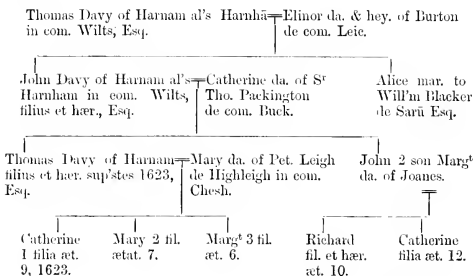 Thomas Davy of Harnam al's Harnhā
in com. Wilts, Esq.
Elinor da. & hey. of Burton
de com. Leic.
John Davy of Harnam al's
Harnham in com. Wilts,
filius et hær., Esq.
Catherine da. of Sʳ
Tho. Packington
de com. Buck.
Alice mar. to
Will'm Blacker
de Sarū Esq.
Thomas Davy of Harnam
filius et hær. sup'stes 1623,
Esq.
Mary da. of Pet. Leigh
de Highleigh in com.
Chesh.
John 2 son Margᵗ
da. of Joanes.
Catherine
1 filia æt.
9, 1623.
Mary 2 fil.
ætat. 7.
Margᵗ 3 fil.
æt. 6.
Richard
fil. et hær.
æt. 10.
Catherine
filia æt. 12.